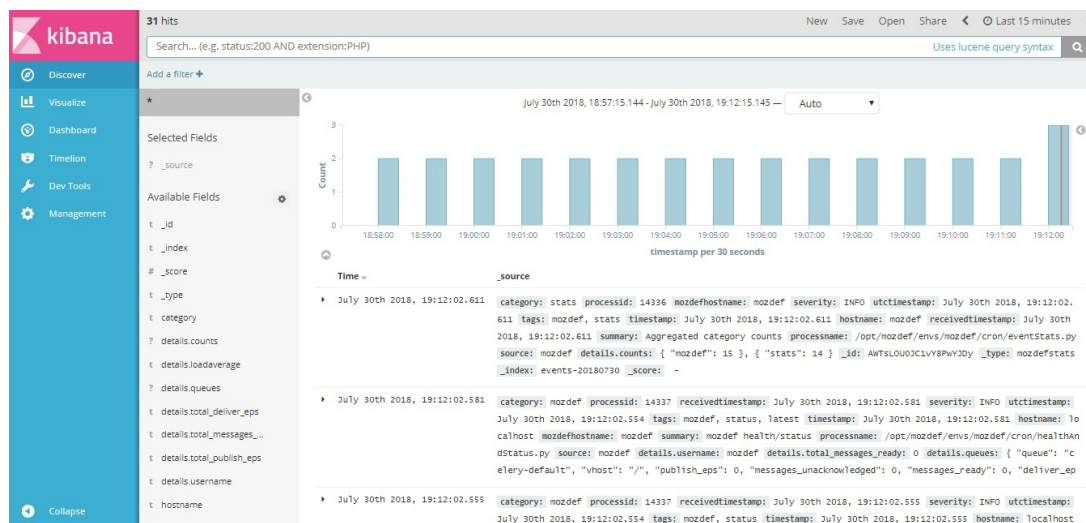 kibana
Discover
Visualize
Dashboard
Timelion
Dev Tools
Management
Collapse
31 hits
New Save Open Share Last 15 minutes
Search... (e.g. status:200 AND extension:PHP) Uses lucene query syntax
Add a filter +
*
Selected Fields
? _source
Available Fields
t _id
t _index
# _score
t _type
t category
? details.counts
t details.loadaverage
? details.queues
t details.total_deliver_eps
t details.total_messages_...
t details.total_publish_eps
t details.username
t hostname
July 30th 2018, 18:57:15.144 - July 30th 2018, 19:12:15.145 — Auto
3
2
1
0
Count
18:58:00 18:59:00 19:00:00 19:01:00 19:02:00 19:03:00 19:04:00 19:05:00 19:06:00 19:07:00 19:08:00 19:09:00 19:10:00 19:11:00 19:12:00
timestamp per 30 seconds
Time _source
July 30th 2018, 19:12:02.611 category: stats processid: 14336 mozdefhostname: mozdef severity: INFO utctimestamp: July 30th 2018, 19:12:02.
611 tags: mozdef, stats timestamp: July 30th 2018, 19:12:02.611 hostname: mozdef receivedtimestamp: July 30th
2018, 19:12:02.611 summary: Aggregated category counts processname: /opt/mozdef/envs/mozdef/cron/eventStats.py
source: mozdef details.counts: { "mozdef": 15 }, { "stats": 14 } _id: _type: mozdefstats
_index: events-20180730 _score: -
July 30th 2018, 19:12:02.581 category: mozdef processid: 14337 receivedtimestamp: July 30th 2018, 19:12:02.581 severity: INFO utctimestamp:
July 30th 2018, 19:12:02.554 tags: mozdef, status, latest timestamp: July 30th 2018, 19:12:02.581 hostname: lo
calhost mozdefhostname: mozdef summary: mozdef health/status processname: /opt/mozdef/envs/mozdef/cron/healthAn
dStatus.py source: mozdef details.username: mozdef details.total_messages_ready: 0 details.queues: { "queue": "c
elery-default", "vhost": "/", "publish_eps": 0, "messages_unacknowledged": 0, "messages_ready": 0, "deliver_ep
July 30th 2018, 19:12:02.555 category: mozdef processid: 14337 receivedtimestamp: July 30th 2018, 19:12:02.555 severity: INFO utctimestamp:
July 30th 2018, 19:12:02.554 tags: mozdef, status timestamp: July 30th 2018, 19:12:02.555 hostname: localhost